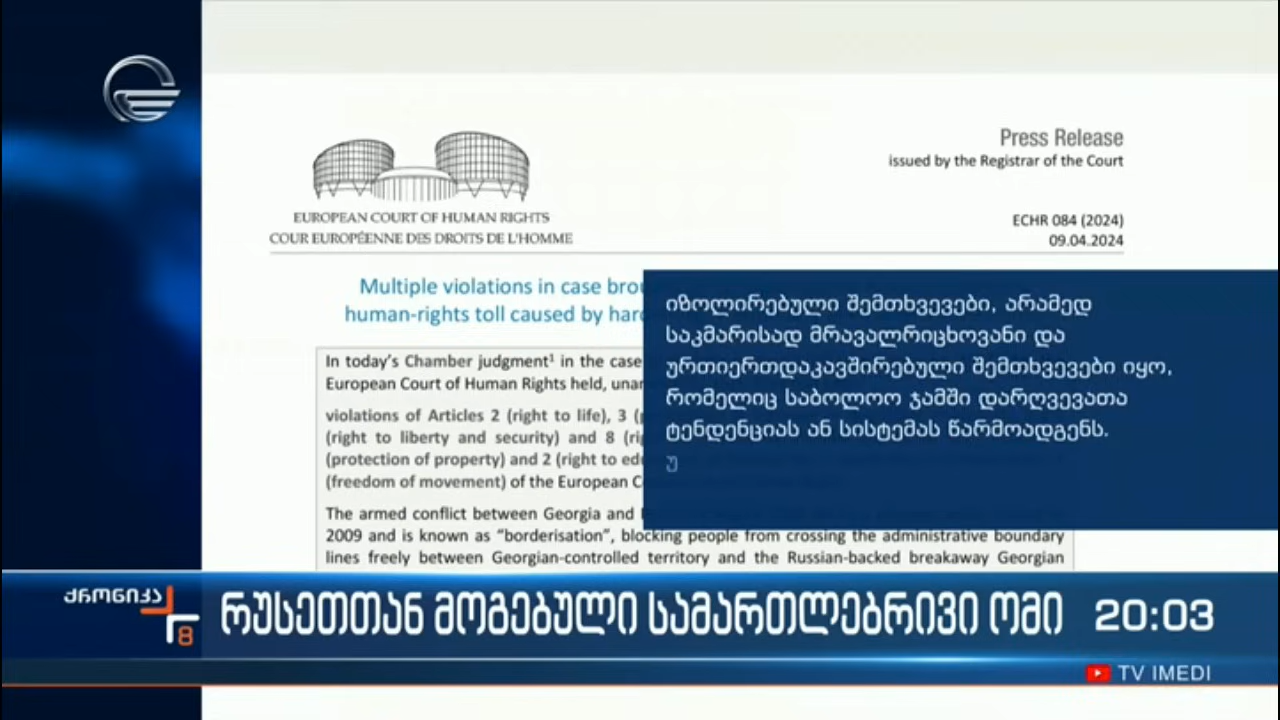 Press Release
issued by the Registrar of the Court
EUROPEAN COURT OF HUMAN RIGHTS
COUR EUROPÉENNE DES DROITS DE L'HOMME
ECHR 084 (2024)
09.04.2024
Multiple violations in case
human-rights toll caused by
In today's Chamber judgment¹ in the case
European Court of Human Rights held,
violations of Articles 2 (right to life), 3
(right to liberty and security) and 8
(protection of property) and 2 (right to
(freedom of movement) of the European
The armed conflict between Georgia and
2009 and is known as “borderisation”, blocking people from crossing the administrative boundary
lines freely between Georgian-controlled territory and the Russian-backed breakaway Georgian
იზოლირებული შემთხვევები, არამედ
საკმარისად მრავალრიცხოვანი და
ურთიერთდაკავშირებული შემთხვევები იყო,
რომელიც საბოლოო ჯამში დარღვევათა
ტენდენციას ან სისტემას წარმოადგენს.
უ
ქრონიკა
8
რუსეთთან მოგებული სამართლებრივი ომი
20:03
TV IMEDI